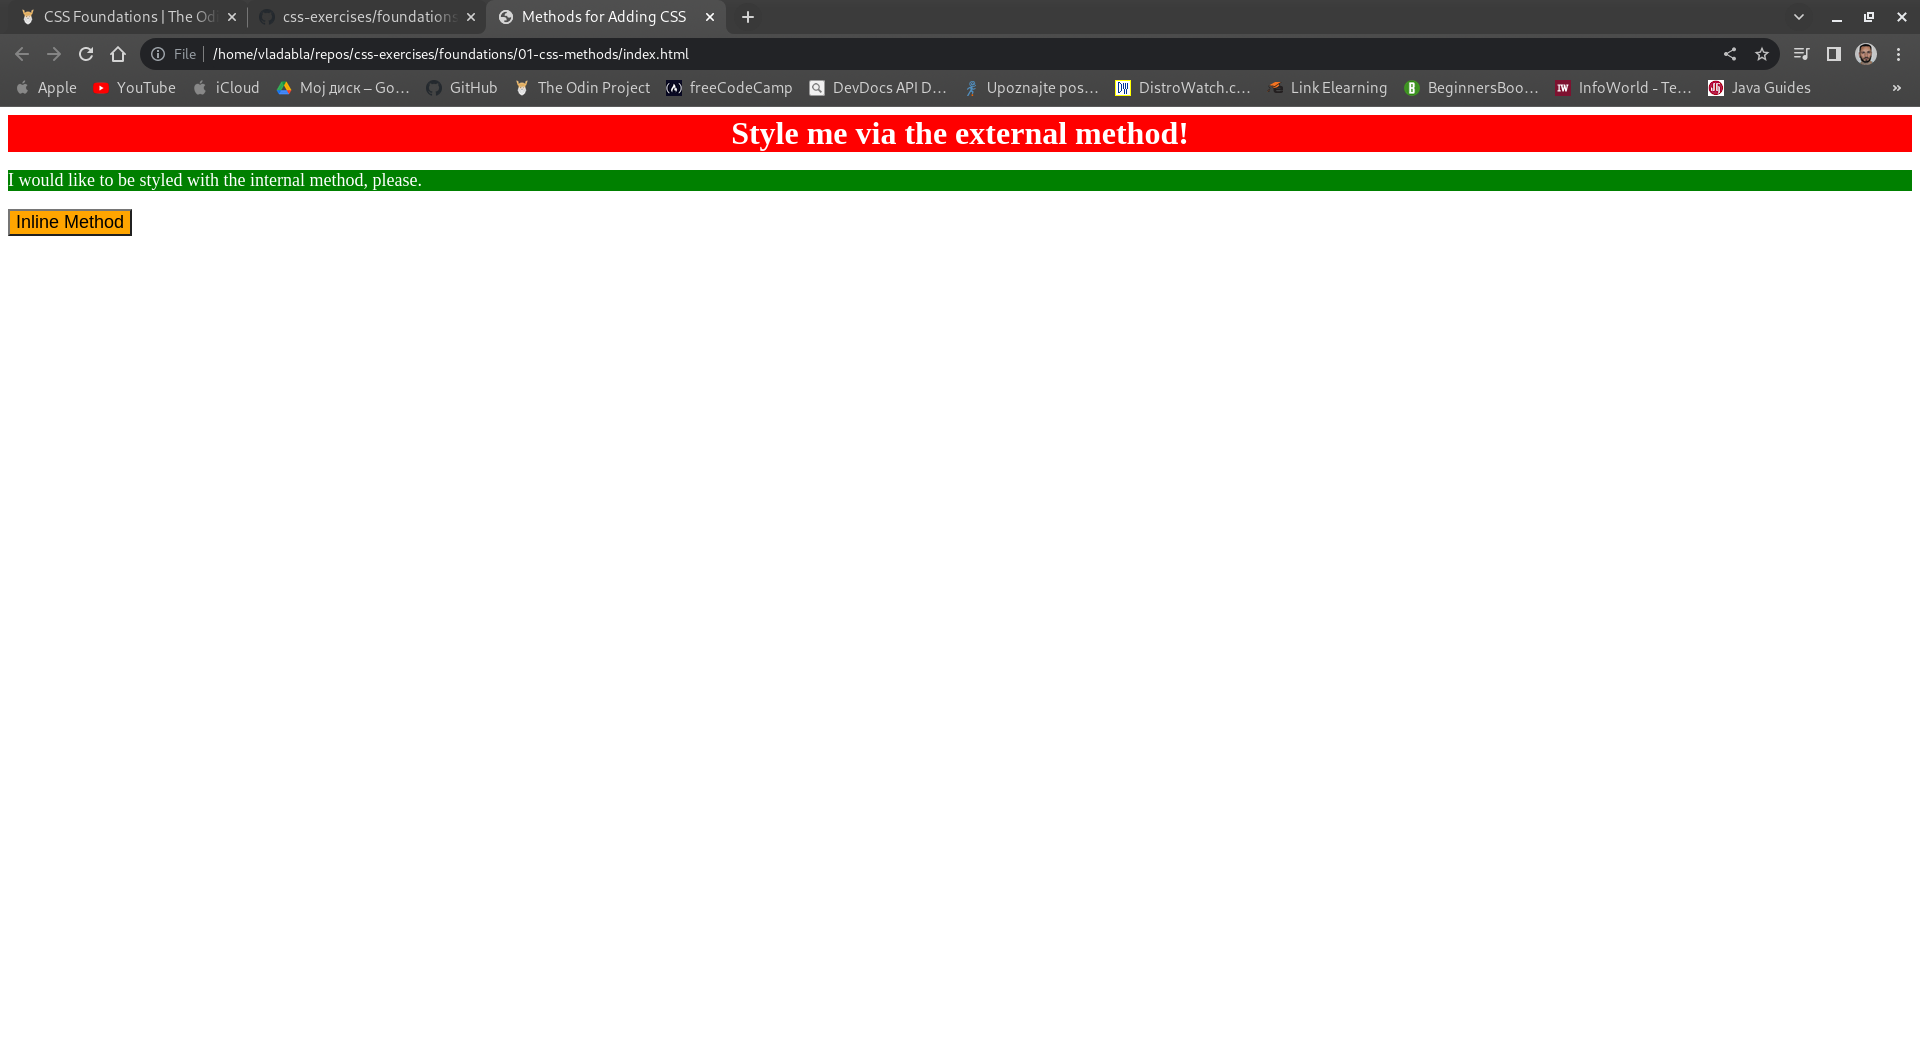 CSS Foundations | The Od
css-exercises/foundations
Methods for Adding CSS
File
/home/vladabla/repos/css-exercises/foundations/01-css-methods/index.html
Apple
YouTube
iCloud
Мој диск – Go…
GitHub
The Odin Project
freeCodeCamp
DevDocs API D…
Upoznajte pos…
DW
DistroWatch.c…
Link Elearning
B
BeginnersBoo…
IW
InfoWorld - Te…
Java Guides
»
Style me via the external method!
I would like to be styled with the internal method, please.
Inline Method